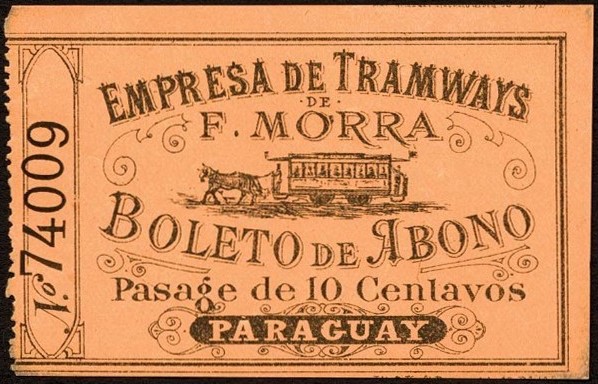 No. 74009
EMPRESA DE TRAMWAYS
DE
F. MORRA
BOLETO DE ABONO
Pasage de 10 Centavos
PARAGUAY